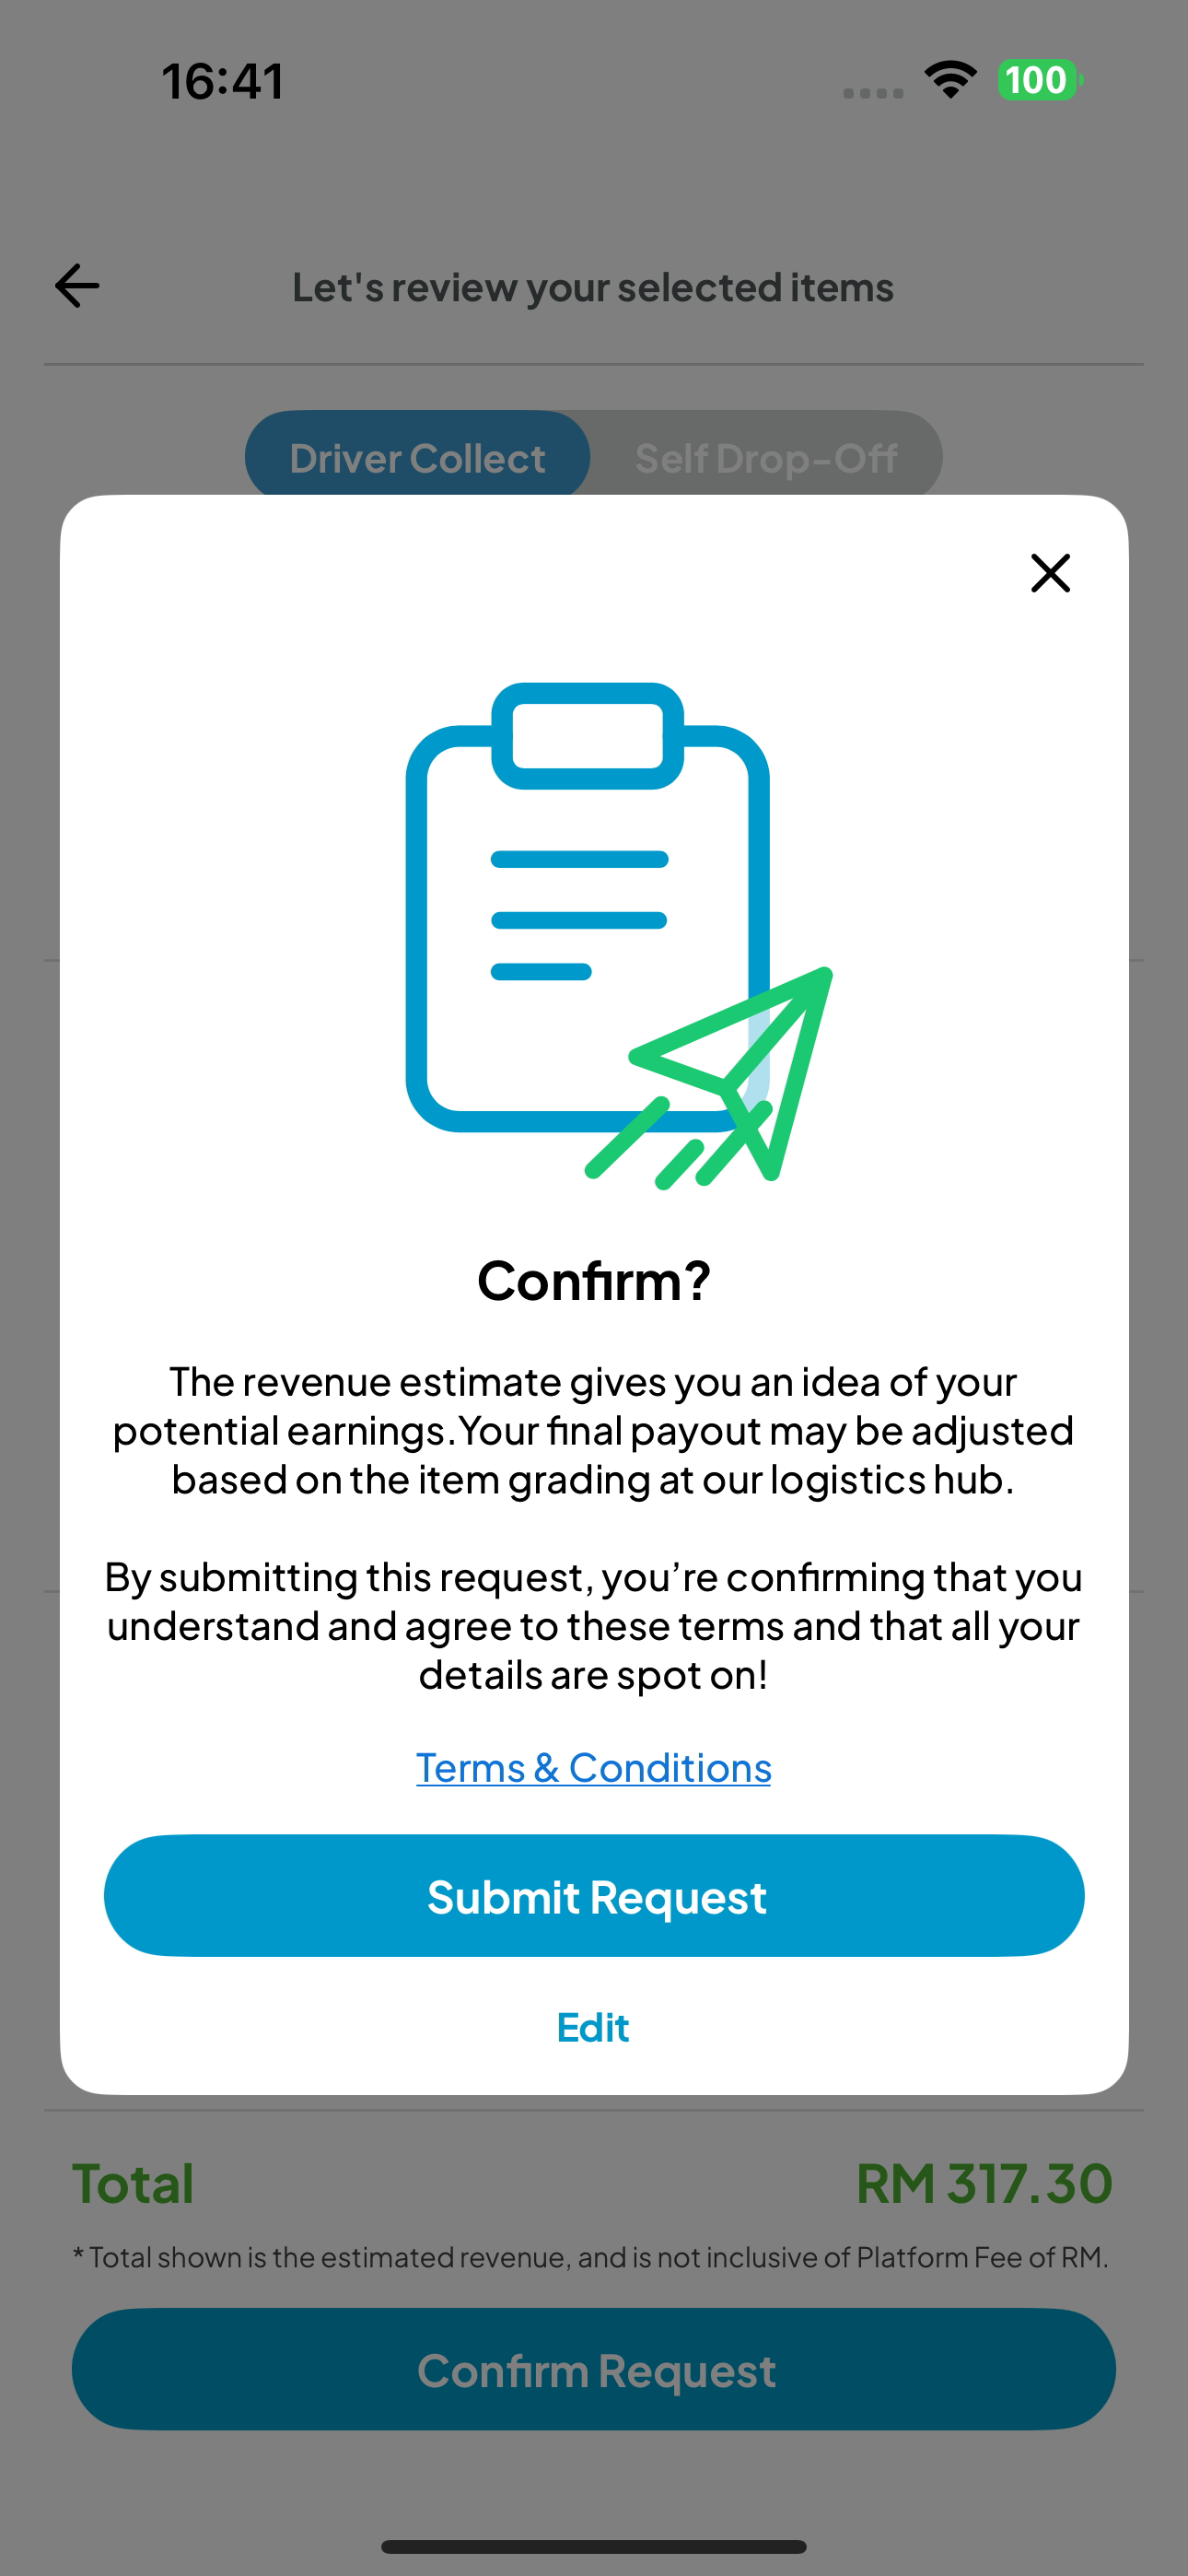 16:41
100
Let's review your selected items
Driver Collect
Self Drop-Off
Confirm?
The revenue estimate gives you an idea of your
potential earnings.Your final payout may be adjusted
based on the item grading at our logistics hub.
By submitting this request, you’re confirming that you
understand and agree to these terms and that all your
details are spot on!
Terms & Conditions
Submit Request
Edit
Total
RM 317.30
* Total shown is the estimated revenue, and is not inclusive of Platform Fee of RM.
Confirm Request